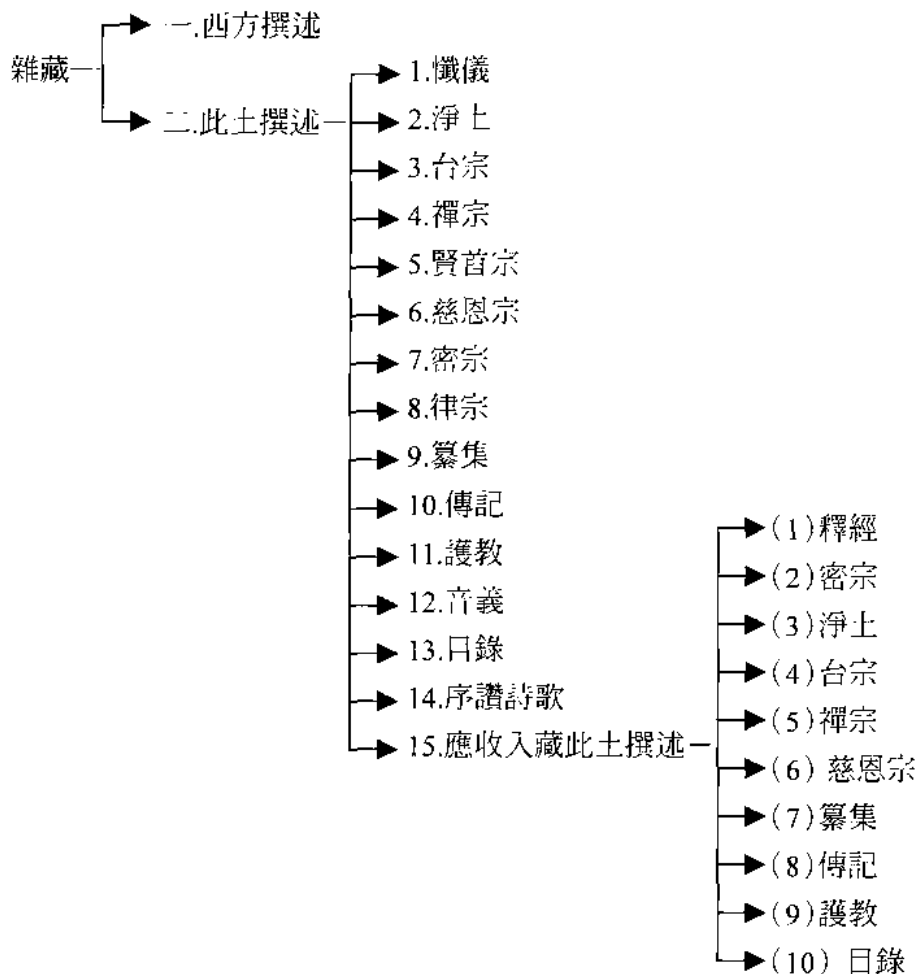 雜藏
一.西方撰述
二.此土撰述
1.懺儀
2.淨土
3.台宗
4.禪宗
5.賢首宗
6.慈恩宗
7.密宗
8.律宗
9.纂集
10.傳記
11.護教
12.音義
13.目錄
14.序讚詩歌
15.應收入藏此土撰述
(1)釋經
(2)密宗
(3)淨土
(4)台宗
(5)禪宗
(6) 慈恩宗
(7)纂集
(8)傳記
(9)護教
(10) 目錄